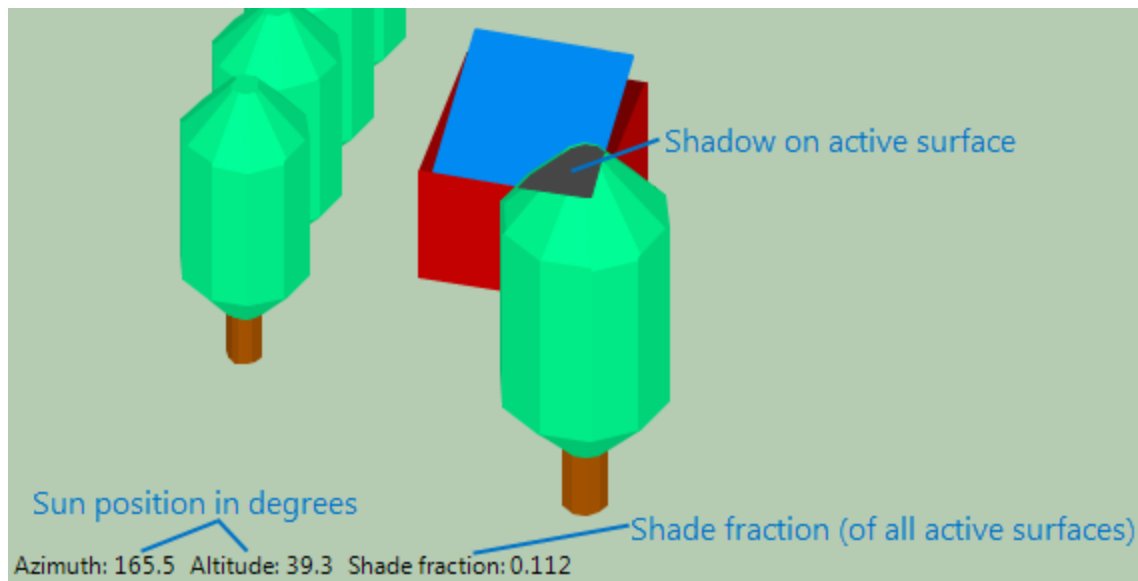 Shadow on active surface
Sun position in degrees
Shade fraction (of all active surfaces)
Azimuth: 165.5 Altitude: 39.3 Shade fraction: 0.112